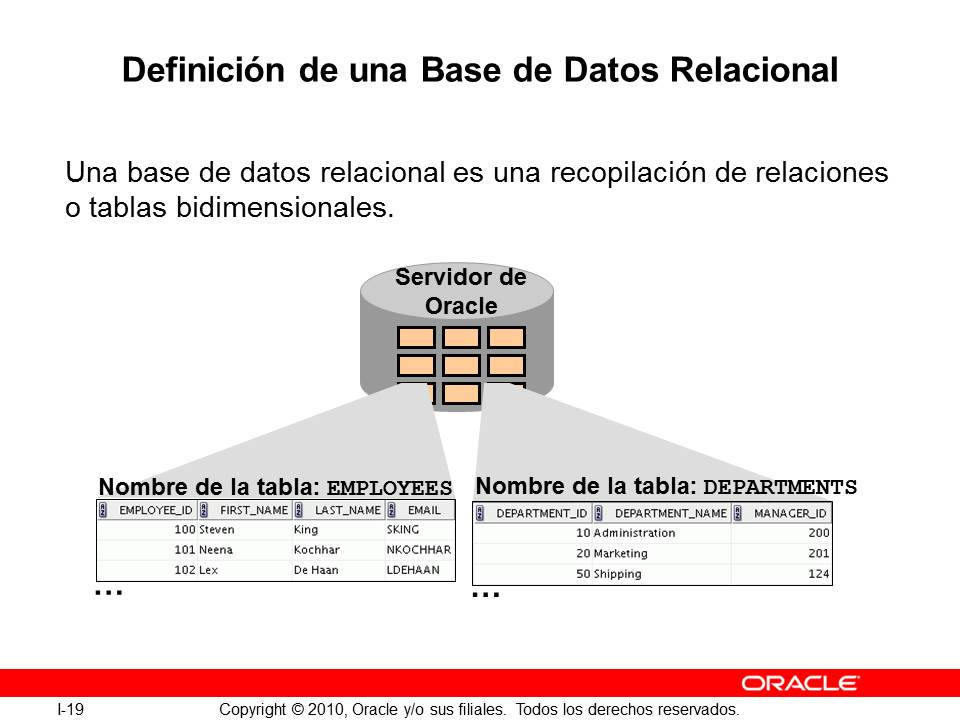 Definición de una Base de Datos Relacional
Una base de datos relacional es una recopilación de relaciones
o tablas bidimensionales.
Servidor de
Oracle
Nombre de la tabla: EMPLOYEES
EMPLOYEE_ID FIRST_NAME LAST_NAME EMAIL
100 Steven King SKING
101 Neena Kochhar NKOCHHAR
102 Lex De Haan LDEHAAN
…
Nombre de la tabla: DEPARTMENTS
DEPARTMENT_ID DEPARTMENT_NAME MANAGER_ID
10 Administration 200
20 Marketing 201
50 Shipping 124
…
ORACLE
I-19 Copyright © 2010, Oracle y/o sus filiales. Todos los derechos reservados.